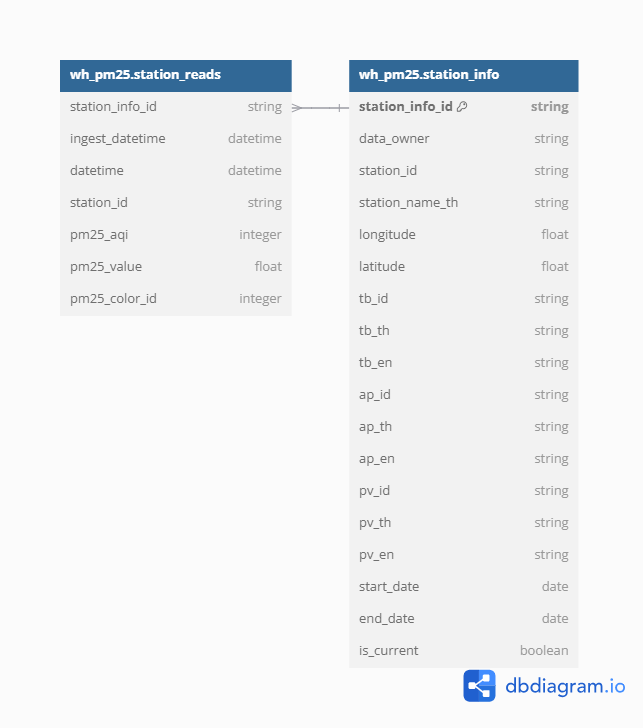 wh_pm25.station_reads
station_info_id string
ingest_datetime datetime
datetime datetime
station_id string
pm25_aqi integer
pm25_value float
pm25_color_id integer
wh_pm25.station_info
station_info_id string
data_owner string
station_id string
station_name_th string
longitude float
latitude float
tb_id string
tb_th string
tb_en string
ap_id string
ap_th string
ap_en string
pv_id string
pv_th string
pv_en string
start_date date
end_date date
is_current boolean
dbdiagram.io